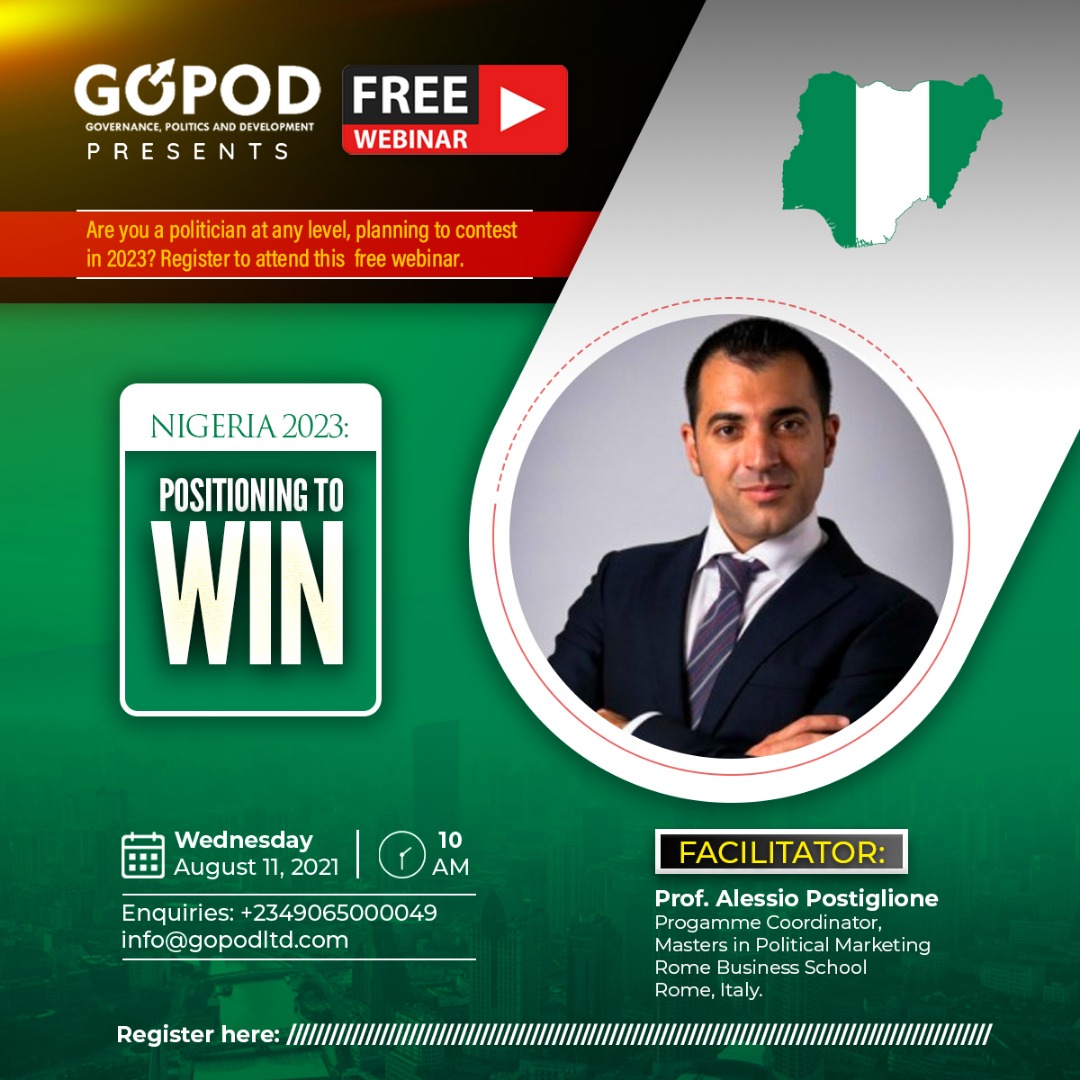 GOPOD
GOVERNANCE, POLITICS AND DEVELOPMENT
PRESENTS
FREE
WEBINAR
Are you a politician at any level, planning to contest
in 2023? Register to attend this free webinar.
NIGERIA 2023:
POSITIONING TO
WIN
Wednesday
August 11, 2021
10
AM
Enquiries: +2349065000049
info@gopodltd.com
FACILITATOR:
Prof. Alessio Postiglione
Progamme Coordinator,
Masters in Political Marketing
Rome Business School
Rome, Italy.
Register here: